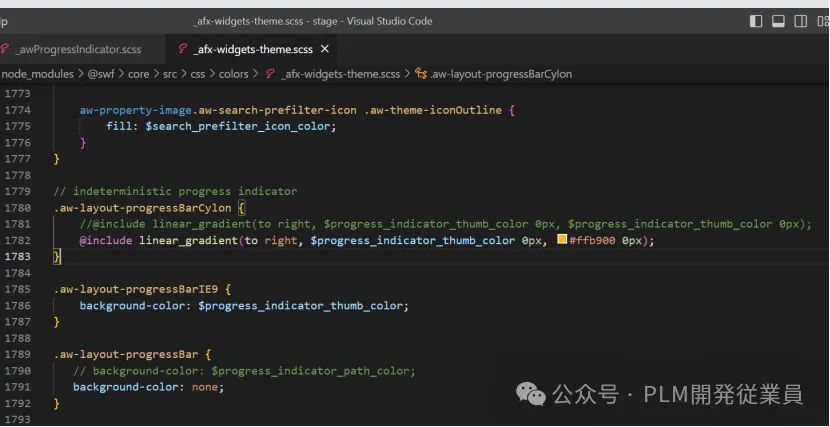 lp
_afx-widgets-theme.scss - stage - Visual Studio Code
_awProgressIndicator.scss
_afx-widgets-theme.scss ×
node_modules > @swf > core > src > css > colors > _afx-widgets-theme.scss > .aw-layout-progressBarCylon
1773
1774 aw-property-image.aw-search-prefilter-icon .aw-theme-iconOutline {
1775 fill: $search_prefilter_icon_color;
1776 }
1777 }
1778
1779 // indeterministic progress indicator
1780 .aw-layout-progressBarCylon {
1781 //@include linear_gradient(to right, $progress_indicator_thumb_color 0px, $progress_indicator_thumb_color 0px);
1782 @include linear_gradient(to right, $progress_indicator_thumb_color 0px, #ffb900 0px);
1783 }
1784
1785 .aw-layout-progressBarIE9 {
1786 background-color: $progress_indicator_thumb_color;
1787 }
1788
1789 .aw-layout-progressBar {
1790 // background-color: $progress_indicator_path_color;
1791 background-color: none;
1792 }
1793
公众号 · PLM開発従業員